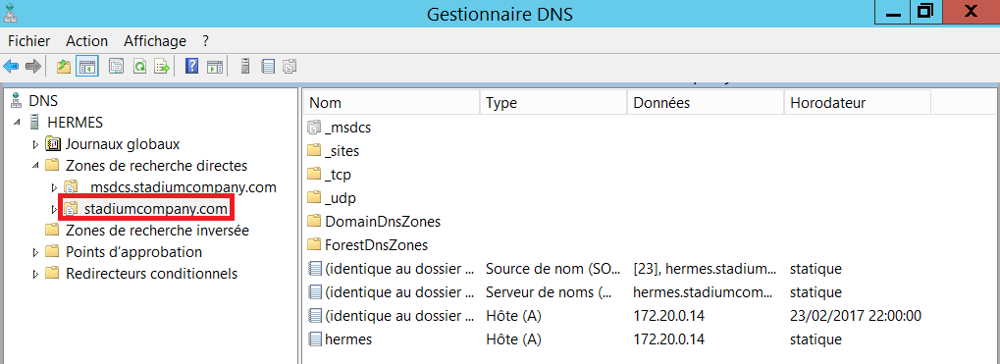 Gestionnaire DNS
Fichier Action Affichage ?
DNS
HERMES
Journaux globaux
Zones de recherche directes
_msdcs.stadiumcompany.com
stadiumcompany.com
Zones de recherche inversée
Points d'approbation
Redirecteurs conditionnels
Nom Type Données Horodateur
_msdcs
_sites
_tcp
_udp
DomainDnsZones
ForestDnsZones
(identique au dossier ... Source de nom (SO... [23], hermes.stadium... statique
(identique au dossier ... Serveur de noms (... hermes.stadiumcom... statique
(identique au dossier ... Hôte (A) 172.20.0.14 23/02/2017 22:00:00
hermes Hôte (A) 172.20.0.14 statique